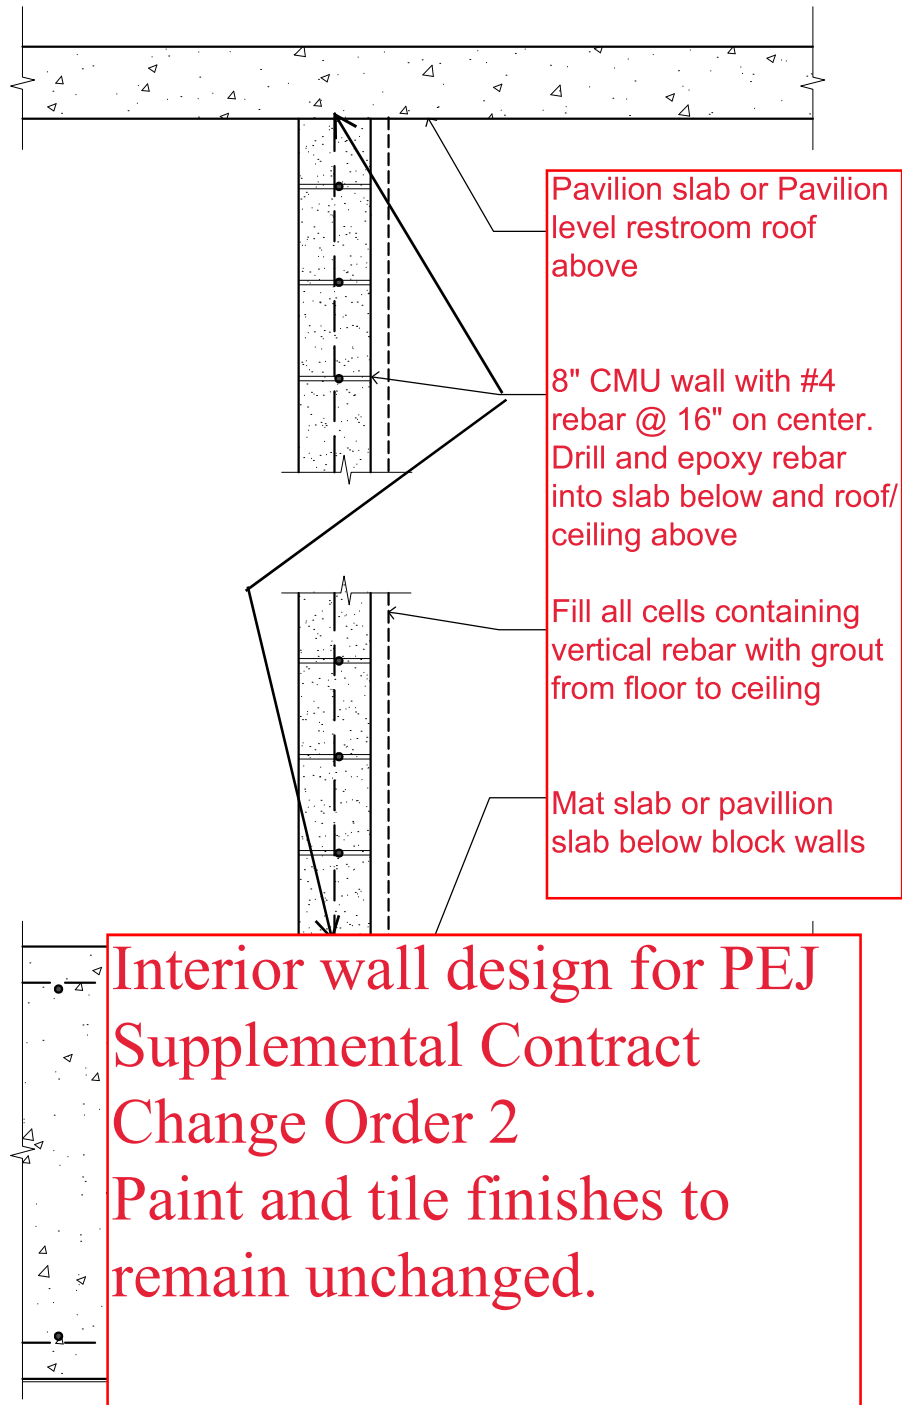 Pavilion slab or Pavilion
level restroom roof
above
8" CMU wall with #4
rebar @ 16" on center.
Drill and epoxy rebar
into slab below and roof/
ceiling above
Fill all cells containing
vertical rebar with grout
from floor to ceiling
Mat slab or pavillion
slab below block walls
Interior wall design for PEJ
Supplemental Contract
Change Order 2
Paint and tile finishes to
remain unchanged.